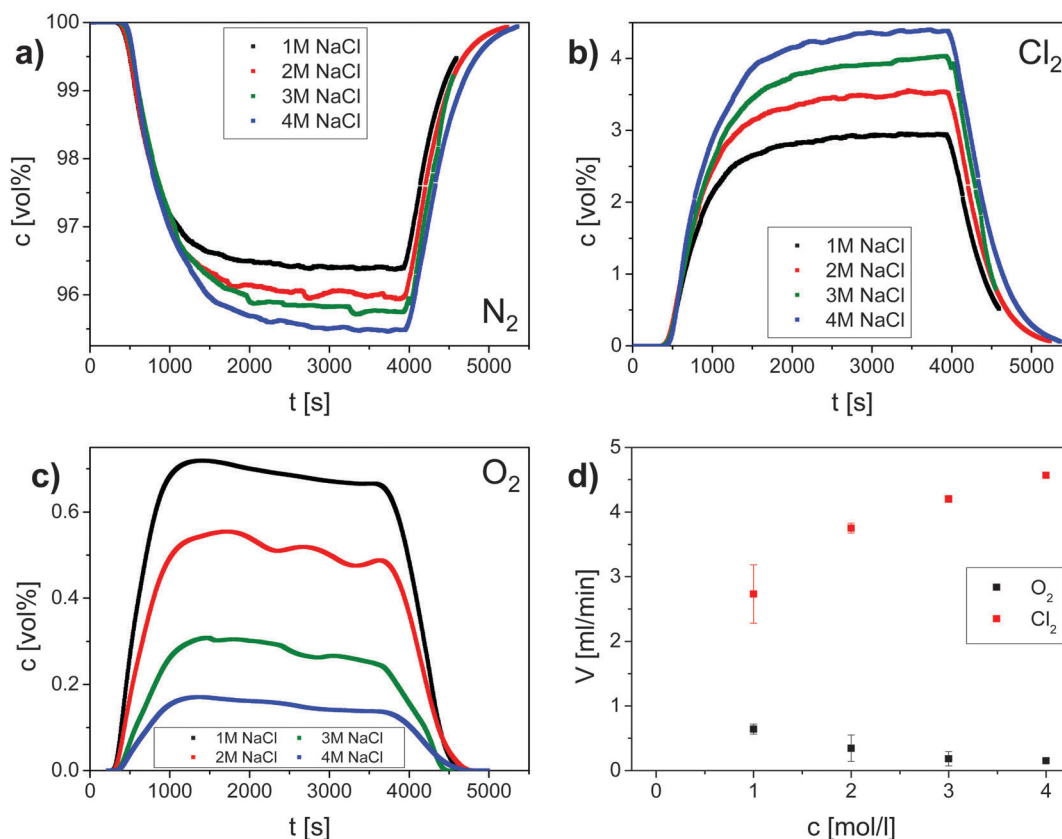 a)
100
99
98
97
96
c [vol%]
1M NaCl
2M NaCl
3M NaCl
4M NaCl
N₂
0 1000 2000 3000 4000 5000
t [s]
b)
4
3
2
1
0
c [vol%]
Cl₂
1M NaCl
2M NaCl
3M NaCl
4M NaCl
0 1000 2000 3000 4000 5000
t [s]
c)
0.6
0.4
0.2
0.0
c [vol%]
O₂
1M NaCl 3M NaCl
2M NaCl 4M NaCl
0 1000 2000 3000 4000 5000
t [s]
d)
5
4
3
2
1
0
V [ml/min]
O₂
Cl₂
0 1 2 3 4
c [mol/l]